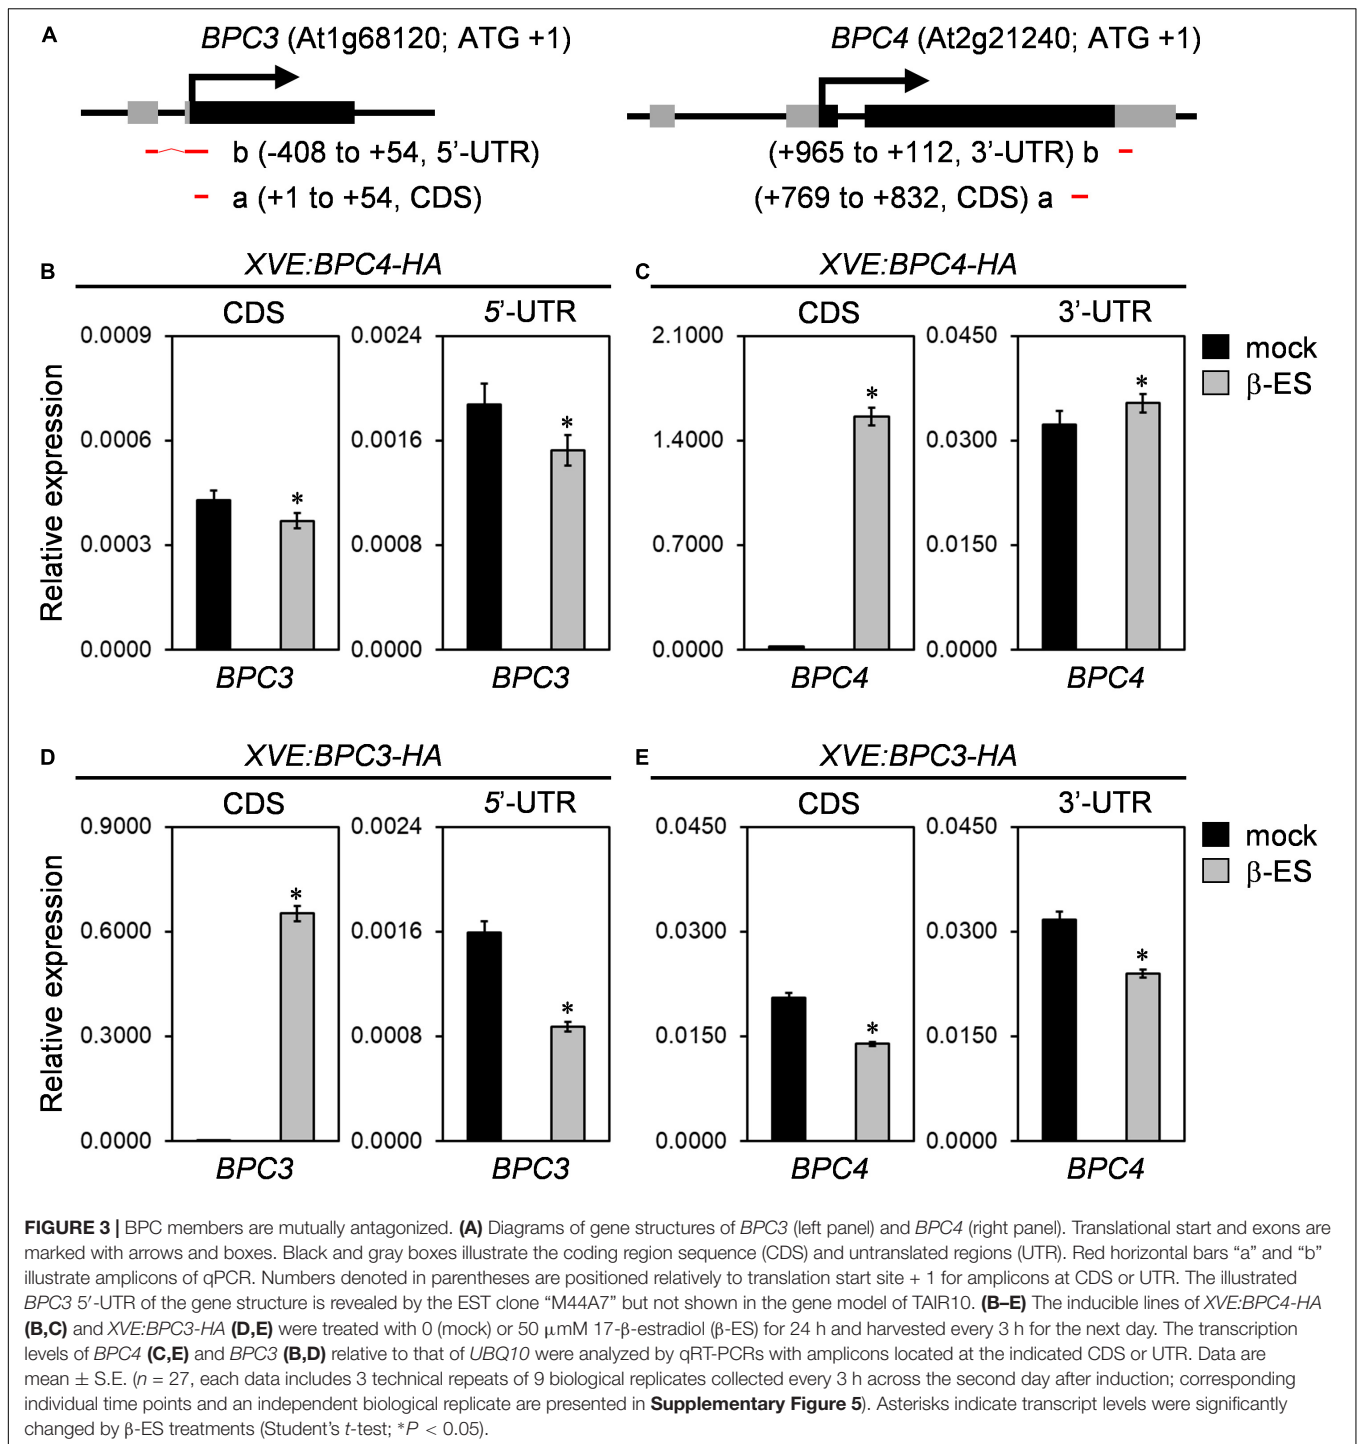 A
BPC3 (At1g68120; ATG +1)
BPC4 (At2g21240; ATG +1)
b (-408 to +54, 5'-UTR)
a (+1 to +54, CDS)
(+965 to +112, 3'-UTR) b
(+769 to +832, CDS) a
B
XVE:BPC4-HA
CDS
5'-UTR
Relative expression
0.0009
0.0006
0.0003
0.0000
*
BPC3
0.0024
0.0016
0.0008
0.0000
*
BPC3
C
XVE:BPC4-HA
CDS
3'-UTR
2.1000
1.4000
0.7000
0.0000
*
BPC4
0.0450
0.0300
0.0150
0.0000
*
BPC4
mock
β-ES
D
XVE:BPC3-HA
CDS
5'-UTR
Relative expression
0.9000
0.6000
0.3000
0.0000
*
BPC3
0.0024
0.0016
0.0008
0.0000
*
BPC3
E
XVE:BPC3-HA
CDS
3'-UTR
0.0450
0.0300
0.0150
0.0000
*
BPC4
0.0450
0.0300
0.0150
0.0000
*
BPC4
mock
β-ES
FIGURE 3 | BPC members are mutually antagonized. (A) Diagrams of gene structures of BPC3 (left panel) and BPC4 (right panel). Translational start and exons are
marked with arrows and boxes. Black and gray boxes illustrate the coding region sequence (CDS) and untranslated regions (UTR). Red horizontal bars “a” and “b”
illustrate amplicons of qPCR. Numbers denoted in parentheses are positioned relatively to translation start site + 1 for amplicons at CDS or UTR. The illustrated
BPC3 5′-UTR of the gene structure is revealed by the EST clone “M44A7” but not shown in the gene model of TAIR10. (B–E) The inducible lines of XVE:BPC4-HA
(B,C) and XVE:BPC3-HA (D,E) were treated with 0 (mock) or 50 μmM 17-β-estradiol (β-ES) for 24 h and harvested every 3 h for the next day. The transcription
levels of BPC4 (C,E) and BPC3 (B,D) relative to that of UBQ10 were analyzed by qRT-PCRs with amplicons located at the indicated CDS or UTR. Data are
mean ± S.E. (n = 27, each data includes 3 technical repeats of 9 biological replicates collected every 3 h across the second day after induction; corresponding
individual time points and an independent biological replicate are presented in Supplementary Figure 5). Asterisks indicate transcript levels were significantly
changed by β-ES treatments (Student’s t-test; *P < 0.05).